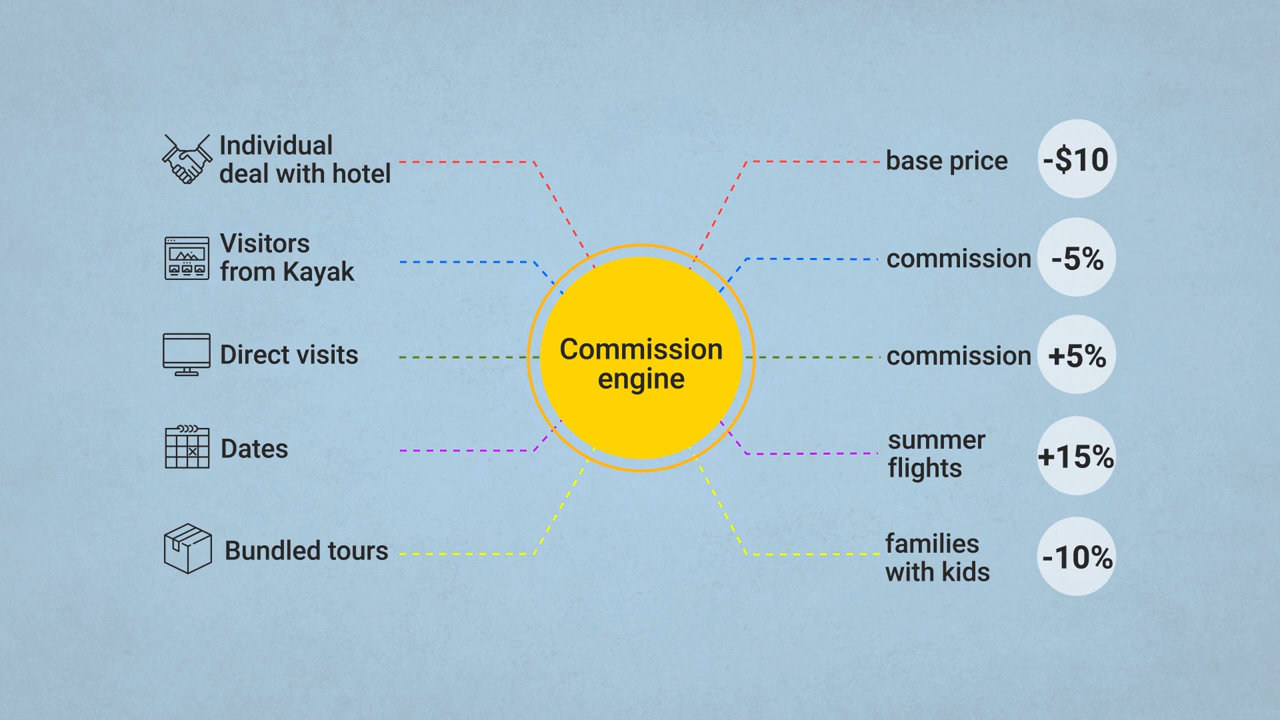 Individual
deal with hotel
base price
-$10
Visitors
from Kayak
commission
-5%
Direct visits
Commission
engine
commission
+5%
Dates
summer
flights
+15%
Bundled tours
families
with kids
-10%